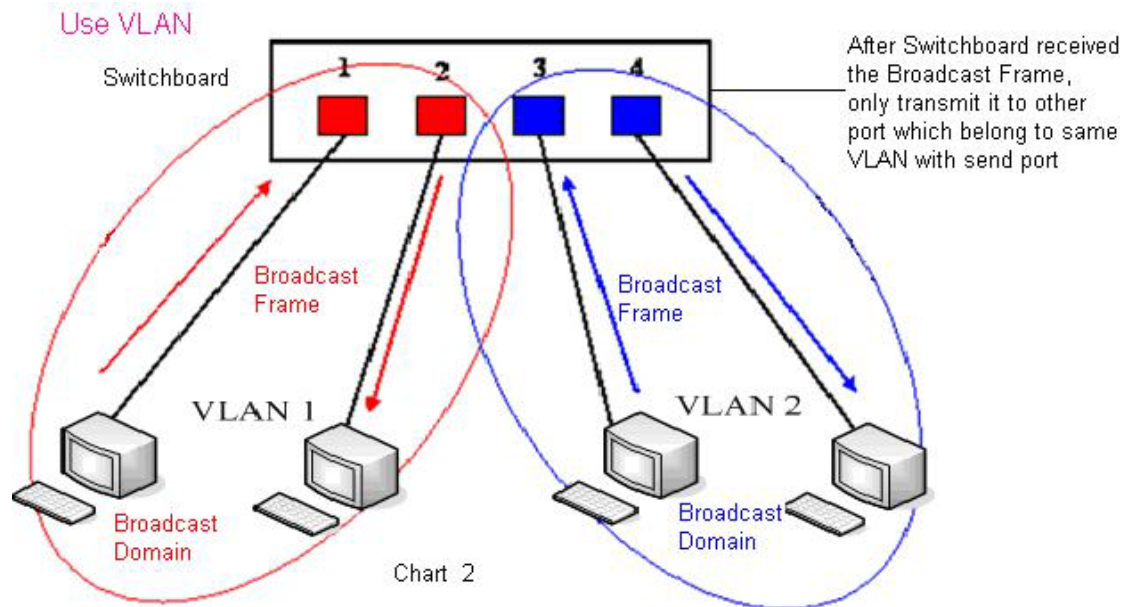 Use VLAN
Switchboard
1 2 3 4
After Switchboard received
the Broadcast Frame,
only transmit it to other
port which belong to same
VLAN with send port
Broadcast
Frame
Broadcast
Frame
VLAN 1
VLAN 2
Broadcast
Domain
Broadcast
Domain
Chart 2